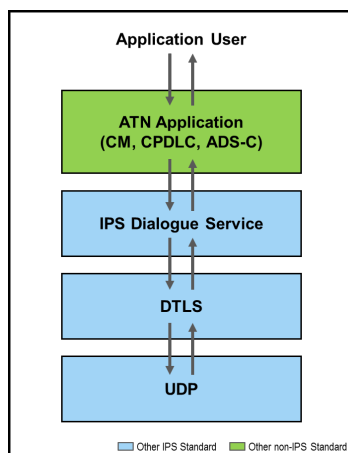 Application User
ATN Application
(CM, CPDLC, ADS-C)
IPS Dialogue Service
DTLS
UDP
Other IPS Standard Other non-IPS Standard